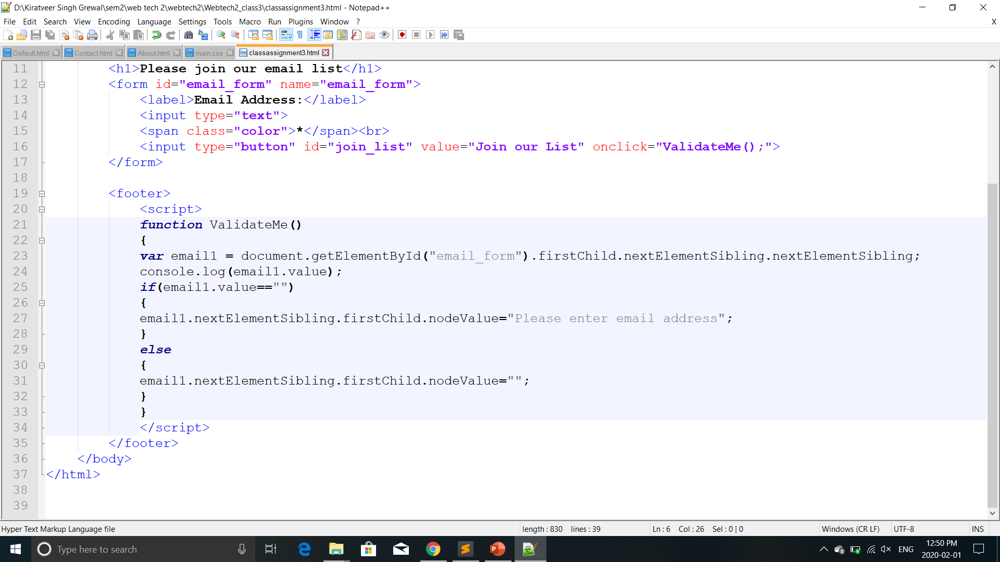 D:\Kiratveer Singh Grewal\sem2\web tech 2\webtech2\Webtech2_class3\classassignment3.html - Notepad++
File Edit Search View Encoding Language Settings Tools Macro Run Plugins Window ? X
Default.html Contact.html About.html main.css classassignment3.html
11 <h1>Please join our email list</h1>
12 <form id="email_form" name="email_form">
13 <label>Email Address:</label>
14 <input type="text">
15 <span class="color">*</span><br>
16 <input type="button" id="join_list" value="Join our List" onclick="ValidateMe();">
17 </form>
18
19 <footer>
20 <script>
21 function ValidateMe()
22 {
23 var email1 = document.getElementById("email_form").firstChild.nextElementSibling.nextElementSibling;
24 console.log(email1.value);
25 if(email1.value=="")
26 {
27 email1.nextElementSibling.firstChild.nodeValue="Please enter email address";
28 }
29 else
30 {
31 email1.nextElementSibling.firstChild.nodeValue="";
32 }
33 }
34 </script>
35 </footer>
36 </body>
37 </html>
38
39
Hyper Text Markup Language file length : 830 lines : 39 Ln : 6 Col : 26 Sel : 0 | 0 Windows (CR LF) UTF-8 INS
Type here to search ENG 12:50 PM
2020-02-01